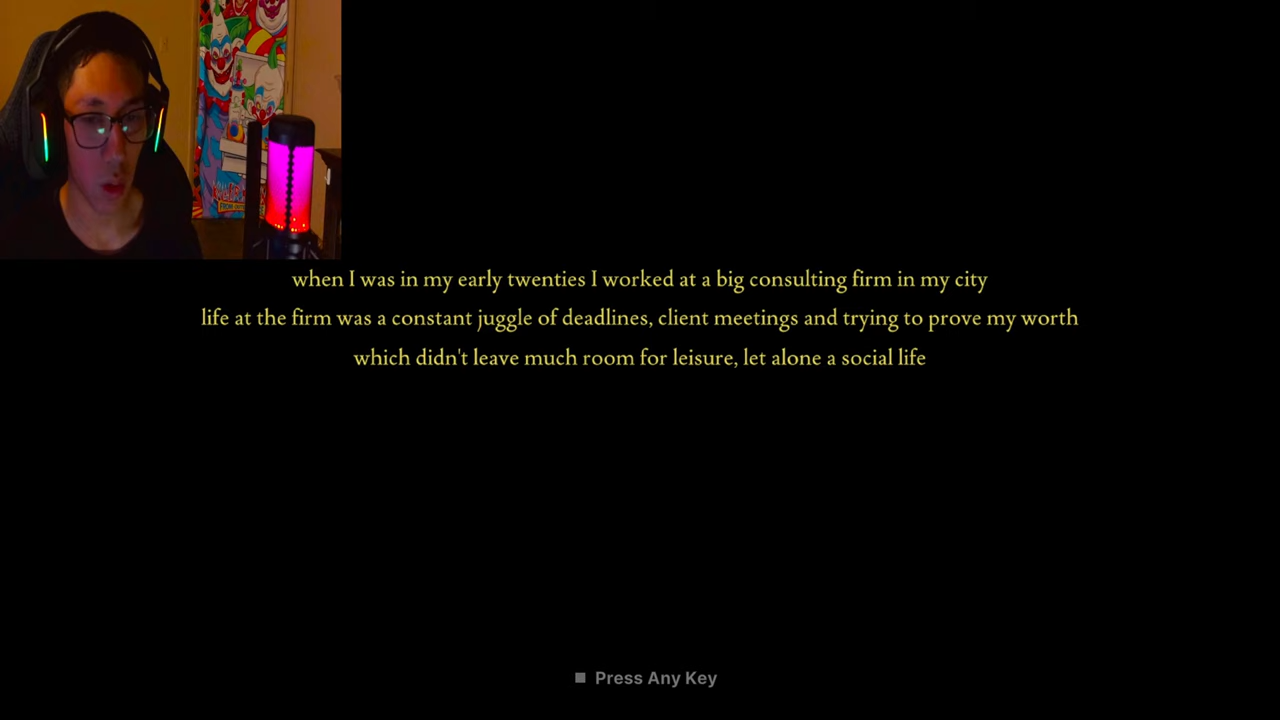 when I was in my early twenties I worked at a big consulting firm in my city
life at the firm was a constant juggle of deadlines, client meetings and trying to prove my worth
which didn't leave much room for leisure, let alone a social life
Press Any Key